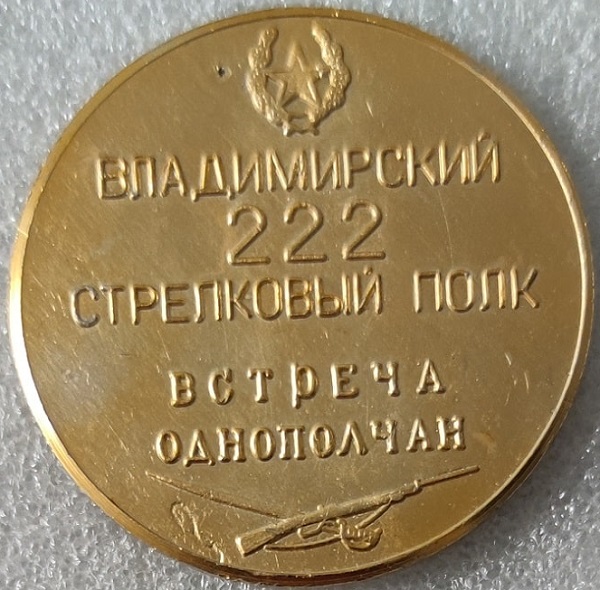 ВЛАДИМИРСКИЙ
222
СТРЕЛКОВЫЙ ПОЛК
ВСТРЕЧА
ОДНОПОЛЧАН